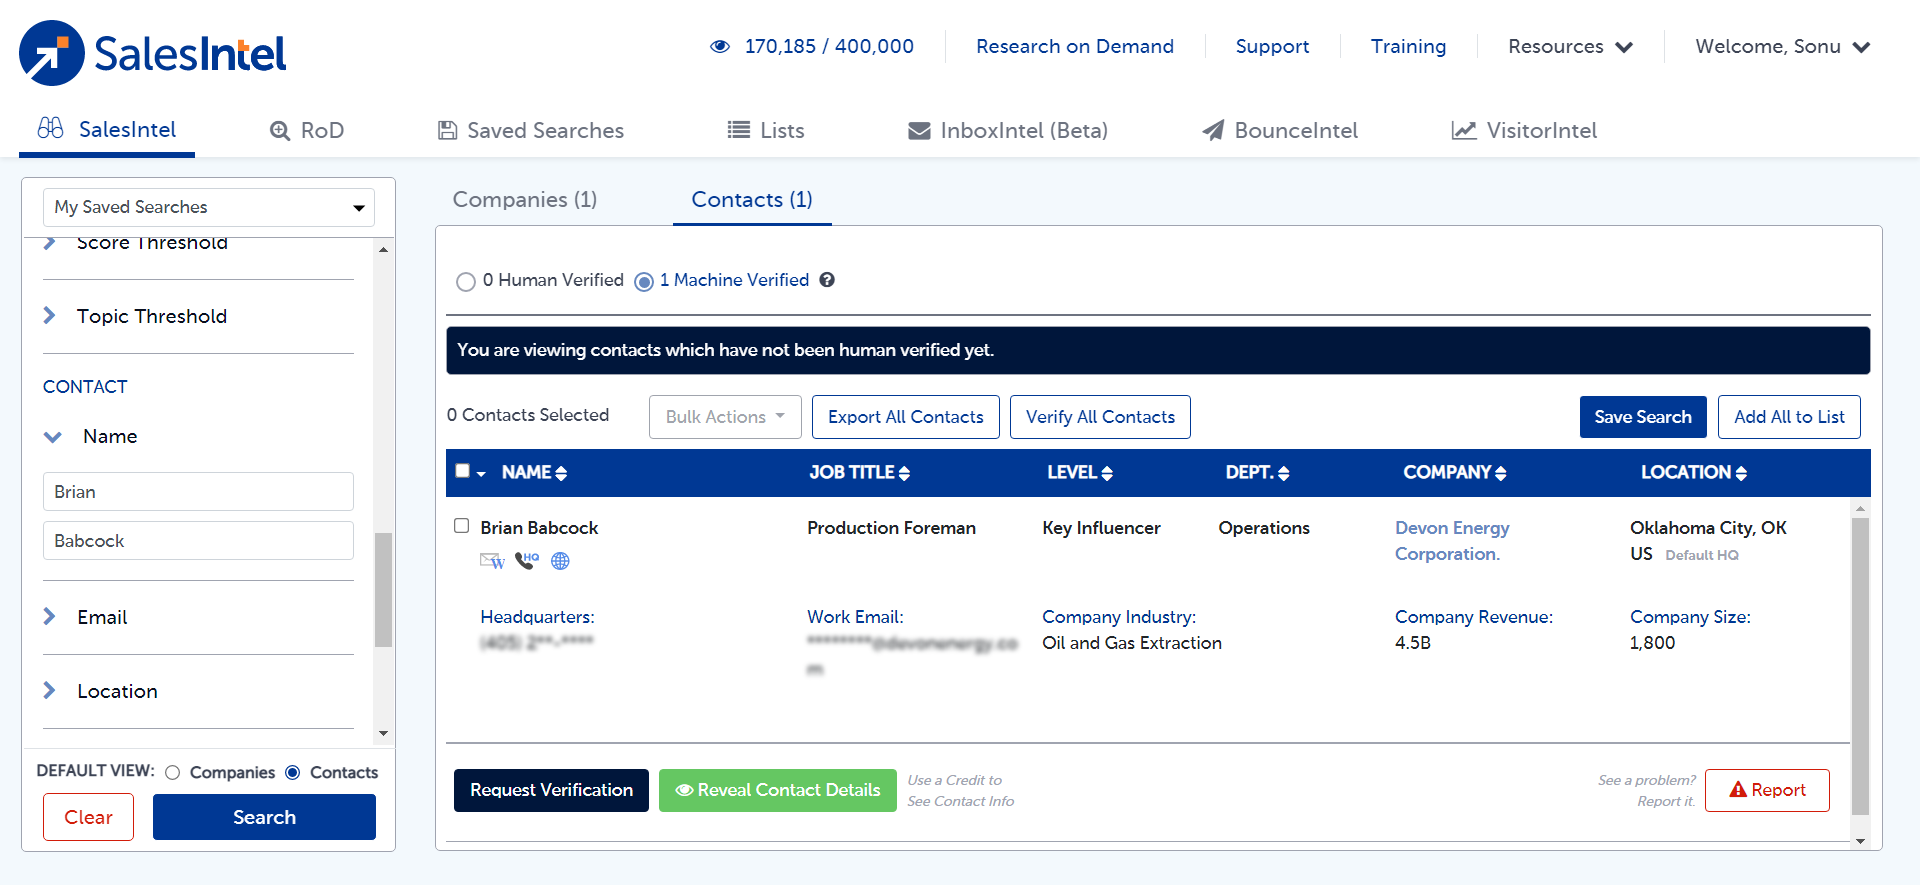 SalesIntel
170,185 / 400,000
Research on Demand
Support
Training
Resources
Welcome, Sonu
SalesIntel
RoD
Saved Searches
Lists
InboxIntel (Beta)
BounceIntel
VisitorIntel
My Saved Searches
Score Threshold
Topic Threshold
CONTACT
Name
Brian
Babcock
Email
Location
DEFAULT VIEW: Companies Contacts
Clear
Search
Companies (1)
Contacts (1)
0 Human Verified 1 Machine Verified ?
You are viewing contacts which have not been human verified yet.
0 Contacts Selected
Bulk Actions
Export All Contacts
Verify All Contacts
Save Search
Add All to List
NAME JOB TITLE LEVEL DEPT. COMPANY LOCATION
Brian Babcock
W HQ
Production Foreman
Key Influencer
Operations
Devon Energy
Corporation.
Oklahoma City, OK
US Default HQ
Headquarters:
(405) 2**-****
Work Email:
********@devonenergy.co
m
Company Industry:
Oil and Gas Extraction
Company Revenue:
4.5B
Company Size:
1,800
Request Verification
Reveal Contact Details
Use a Credit to
See Contact Info
See a problem?
Report it.
Report